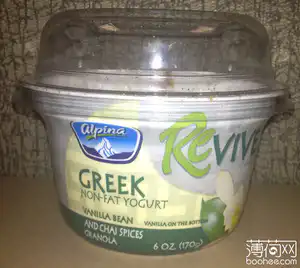 alpina
REVIVE
GREEK
NON-FAT YOGURT
VANILLA BEAN
VANILLA ON THE BOTTOM
AND CHAI SPICES
GRANOLA
6 OZ. (170g)
薄荷网
boohee.com